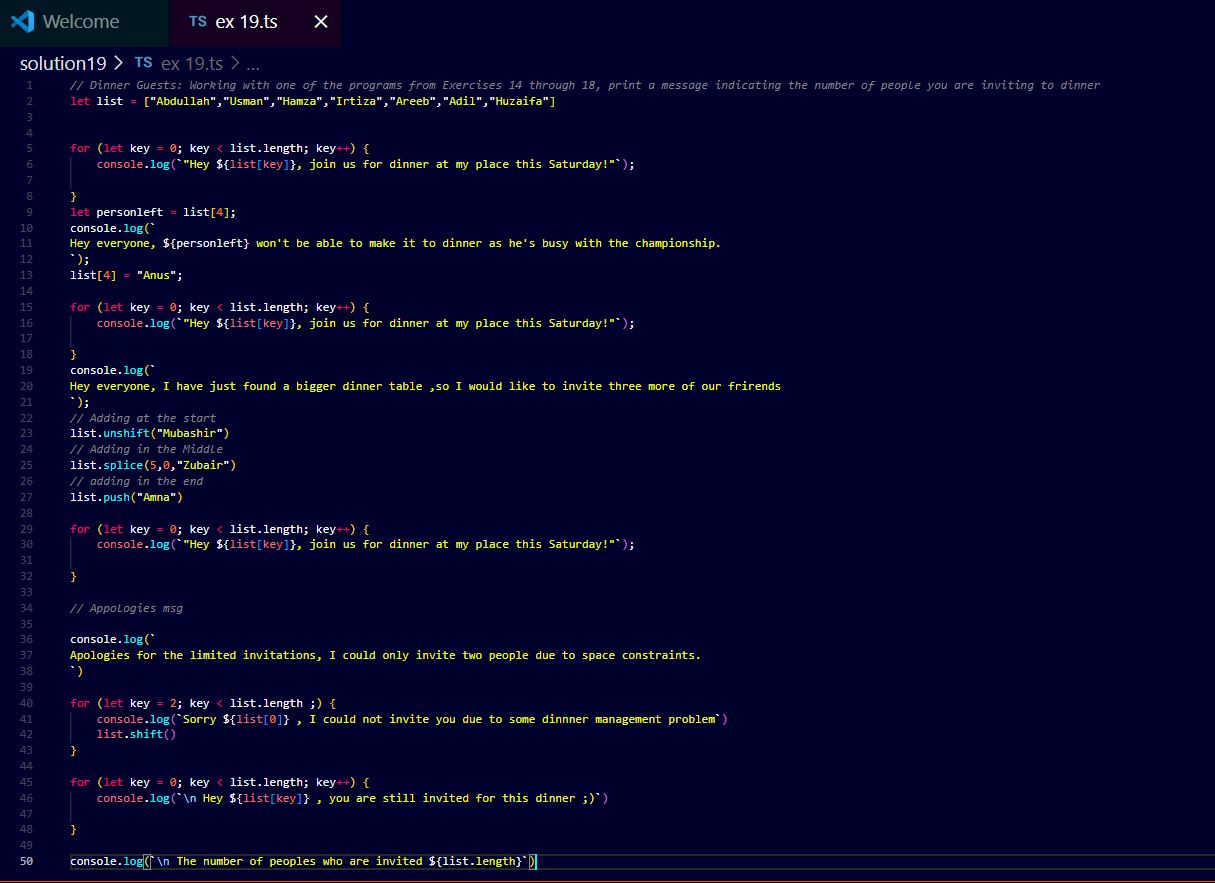 Welcome
TS ex 19.ts ✕
solution19 > TS ex 19.ts > ...
1 // Dinner Guests: Working with one of the programs from Exercises 14 through 18, print a message indicating the number of people you are inviting to dinner
2 let list = ["Abdullah","Usman","Hamza","Irtiza","Areeb","Adil","Huzaifa"]
3
4
5 for (let key = 0; key < list.length; key++) {
6     console.log(`"Hey ${list[key]}, join us for dinner at my place this Saturday!"`);
7
8 }
9 let personleft = list[4];
10 console.log(`
11 Hey everyone, ${personleft} won't be able to make it to dinner as he's busy with the championship.
12 `);
13 list[4] = "Anus";
14
15 for (let key = 0; key < list.length; key++) {
16     console.log(`"Hey ${list[key]}, join us for dinner at my place this Saturday!"`);
17
18 }
19 console.log(`
20 Hey everyone, I have just found a bigger dinner table ,so I would like to invite three more of our frirends
21 `);
22 // Adding at the start
23 list.unshift("Mubashir")
24 // Adding in the Middle
25 list.splice(5,0,"Zubair")
26 // adding in the end
27 list.push("Amna")
28
29 for (let key = 0; key < list.length; key++) {
30     console.log(`"Hey ${list[key]}, join us for dinner at my place this Saturday!"`);
31
32 }
33
34 // Appologies msg
35
36 console.log(`
37 Apologies for the limited invitations, I could only invite two people due to space constraints.
38 `)
39
40 for (let key = 2; key < list.length ;) {
41     console.log(`Sorry ${list[0]} , I could not invite you due to some dinnner management problem`)
42     list.shift()
43 }
44
45 for (let key = 0; key < list.length; key++) {
46     console.log(`\n Hey ${list[key]} , you are still invited for this dinner ;)`)
47
48 }
49
50 console.log(`\n The number of peoples who are invited ${list.length}`)